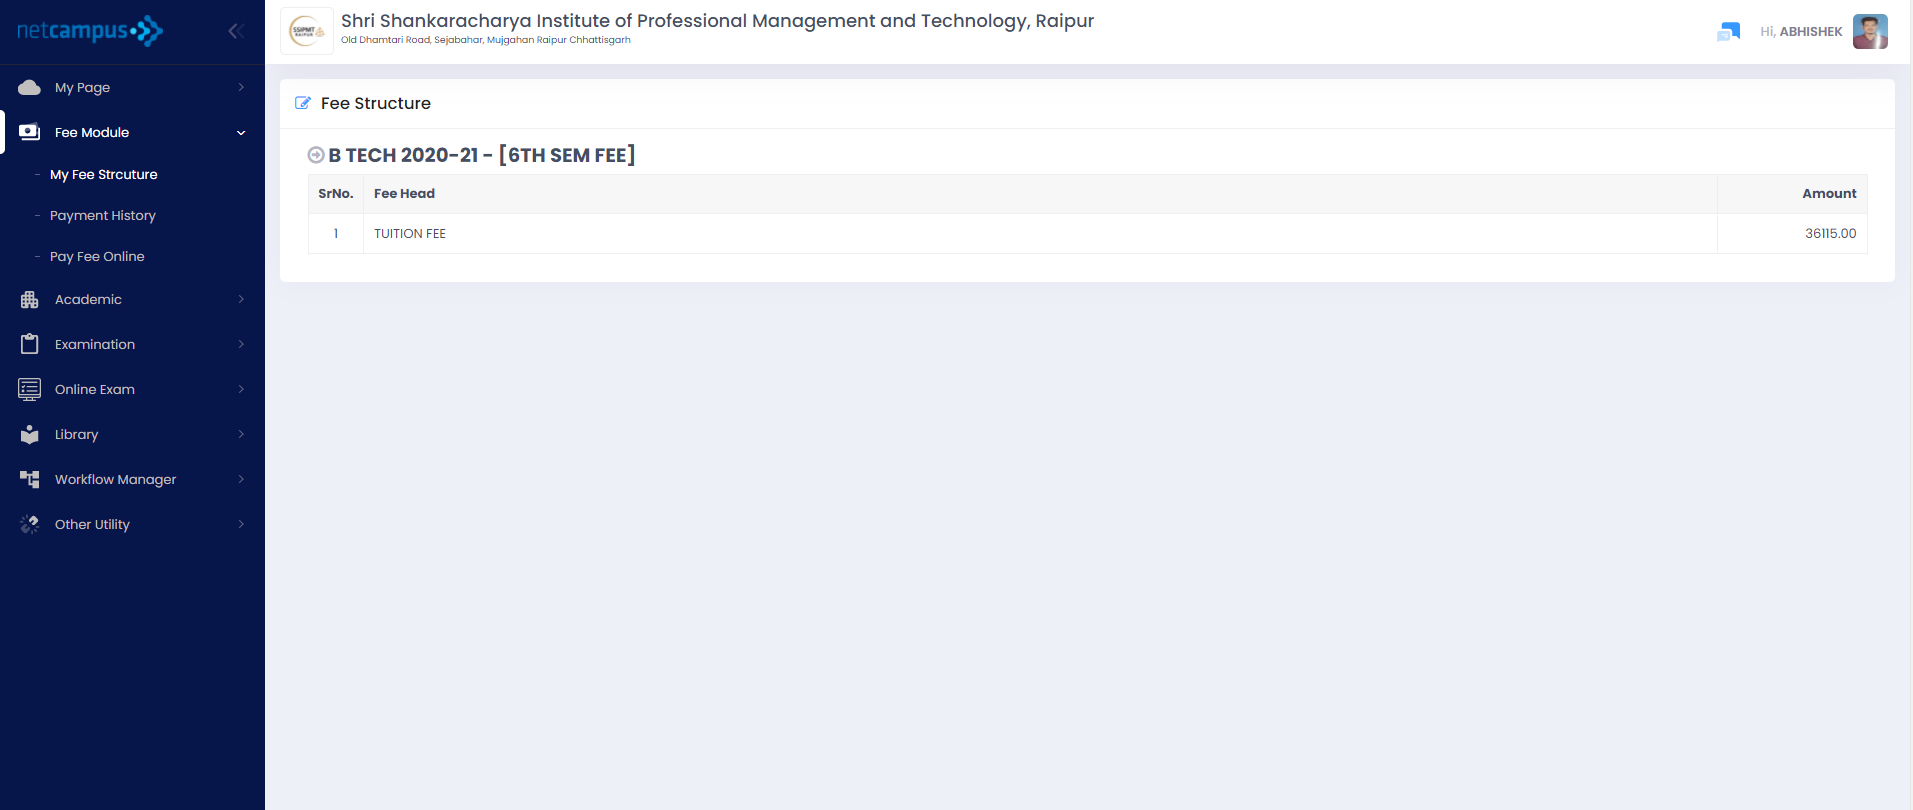 netcampus
My Page
Fee Module
- My Fee Strcuture
- Payment History
- Pay Fee Online
Academic
Examination
Online Exam
Library
Workflow Manager
Other Utility
SSIPMT
RAIPUR
Shri Shankaracharya Institute of Professional Management and Technology, Raipur
Old Dhamtari Road, Sejabahar, Mujgahan Raipur Chhattisgarh
Hi, ABHISHEK
Fee Structure
B TECH 2020-21 - [6TH SEM FEE]
SrNo. Fee Head Amount
1 TUITION FEE 36115.00